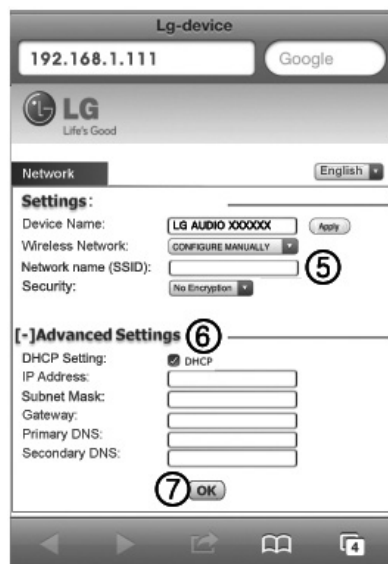 Lg-device
192.168.1.111 Google
LG
Life's Good
Network English
Settings:
Device Name: LG AUDIO XXXXXX Apply
Wireless Network: CONFIGURE MANUALLY
Network name (SSID): ⑤
Security: No Encryption
[-]Advanced Settings ⑥
DHCP Setting: DHCP
IP Address:
Subnet Mask:
Gateway:
Primary DNS:
Secondary DNS:
⑦ OK
4